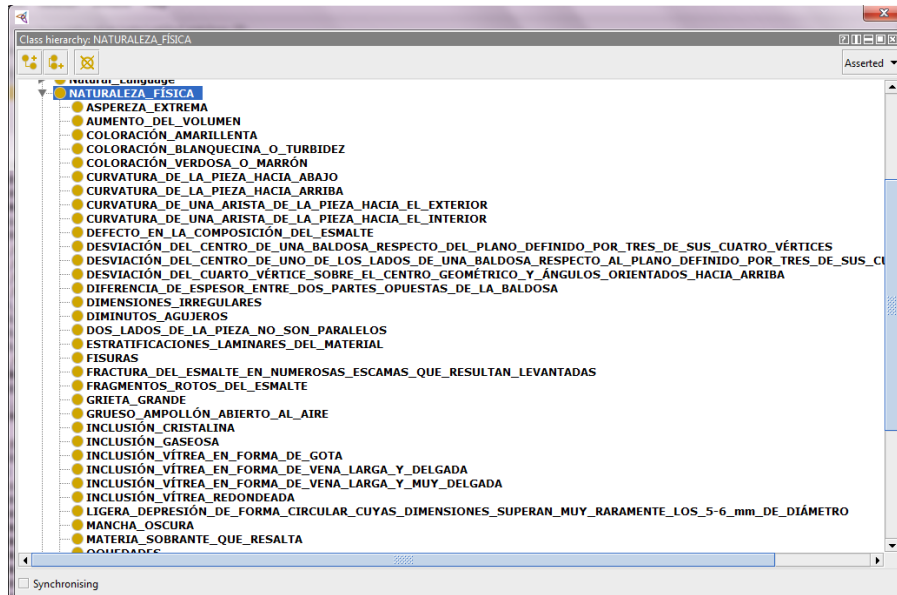 Class hierarchy: NATURALEZA_FÍSICA
Asserted
Natural_Language
NATURALEZA_FÍSICA
ASPEREZA_EXTREMA
AUMENTO_DEL_VOLUMEN
COLORACIÓN_AMARILLENTA
COLORACIÓN_BLANQUECINA_O_TURBIDEZ
COLORACIÓN_VERDOSA_O_MARRÓN
CURVATURA_DE_LA_PIEZA_HACIA_ABAJO
CURVATURA_DE_LA_PIEZA_HACIA_ARRIBA
CURVATURA_DE_UNA_ARISTA_DE_LA_PIEZA_HACIA_EL_EXTERIOR
CURVATURA_DE_UNA_ARISTA_DE_LA_PIEZA_HACIA_EL_INTERIOR
DEFECTO_EN_LA_COMPOSICIÓN_DEL_ESMALTE
DESVIACIÓN_DEL_CENTRO_DE_UNA_BALDOSA_RESPECTO_DEL_PLANO_DEFINIDO_POR_TRES_DE_SUS_CUATRO_VÉRTICES
DESVIACIÓN_DEL_CENTRO_DE_UNO_DE_LOS_LADOS_DE_UNA_BALDOSA_RESPECTO_AL_PLANO_DEFINIDO_POR_TRES_DE_SUS_CU
DESVIACIÓN_DEL_CUARTO_VÉRTICE_SOBRE_EL_CENTRO_GEOMÉTRICO_Y_ÁNGULOS_ORIENTADOS_HACIA_ARRIBA
DIFERENCIA_DE_ESPESOR_ENTRE_DOS_PARTES_OPUESTAS_DE_LA_BALDOSA
DIMENSIONES_IRREGULARES
DIMINUTOS_AGUJEROS
DOS_LADOS_DE_LA_PIEZA_NO_SON_PARALELOS
ESTRATIFICACIONES_LAMINARES_DEL_MATERIAL
FISURAS
FRACTURA_DEL_ESMALTE_EN_NUMEROSAS_ESCAMAS_QUE_RESULTAN_LEVANTADAS
FRAGMENTOS_ROTOS_DEL_ESMALTE
GRIETA_GRANDE
GRUESO_AMPOLLÓN_ABIERTO_AL_AIRE
INCLUSIÓN_CRISTALINA
INCLUSIÓN_GASEOSA
INCLUSIÓN_VÍTREA_EN_FORMA_DE_GOTA
INCLUSIÓN_VÍTREA_EN_FORMA_DE_VENA_LARGA_Y_DELGADA
INCLUSIÓN_VÍTREA_EN_FORMA_DE_VENA_LARGA_Y_MUY_DELGADA
INCLUSIÓN_VÍTREA_REDONDEADA
LIGERA_DEPRESIÓN_DE_FORMA_CIRCULAR_CUYAS_DIMENSIONES_SUPERAN_MUY_RARAMENTE_LOS_5-6_mm_DE_DIÁMETRO
MANCHA_OSCURA
MATERIA_SOBRANTE_QUE_RESALTA
Synchronising